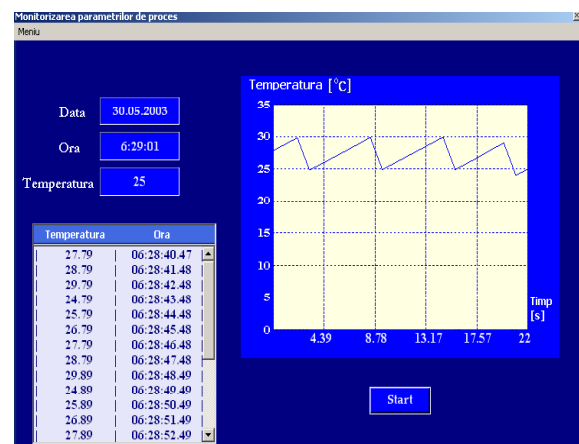 Monitorizarea parametrilor de proces
Meniu
Data 30.05.2003
Ora 6:29:01
Temperatura 25
Temperatura Ora
27.79 06:28:40.47
28.79 06:28:41.48
29.79 06:28:42.48
24.79 06:28:43.48
25.79 06:28:44.48
26.79 06:28:45.48
27.79 06:28:46.48
28.79 06:28:47.48
29.89 06:28:48.49
24.89 06:28:49.49
25.89 06:28:50.49
26.89 06:28:51.49
27.89 06:28:52.49
Temperatura [°C]
35
30
25
20
15
10
5
0
4.39 8.78 13.17 17.57 22
Timp
[s]
Start